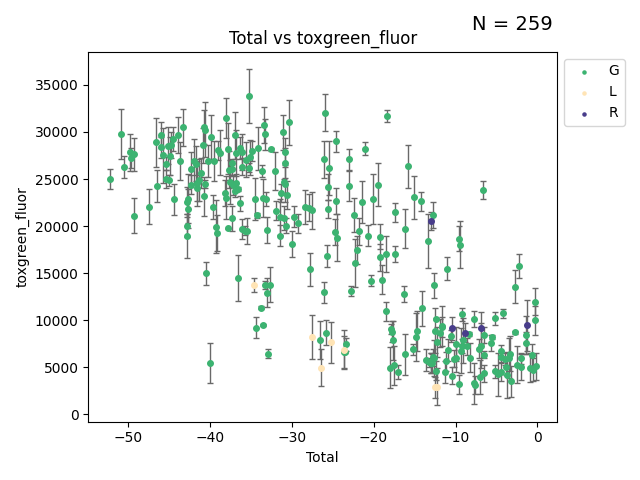 N = 259
Total vs toxgreen_fluor
toxgreen_fluor
35000
30000
25000
20000
15000
10000
5000
0
−50 −40 −30 −20 −10 0
Total
G
L
R